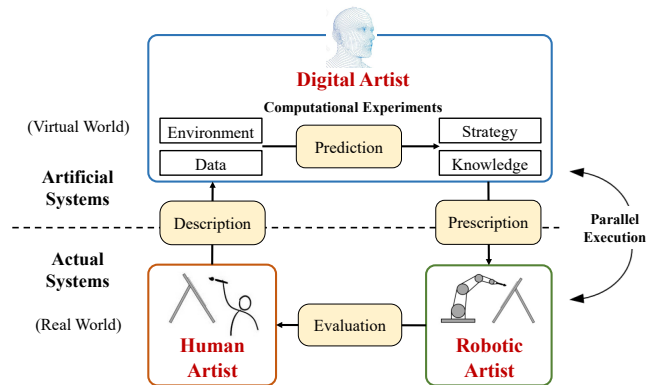 Digital Artist
Computational Experiments
(Virtual World)
Environment
Data
Prediction
Strategy
Knowledge
Artificial
Systems
Description
Prescription
Parallel
Execution
Actual
Systems
(Real World)
Human
Artist
Evaluation
Robotic
Artist